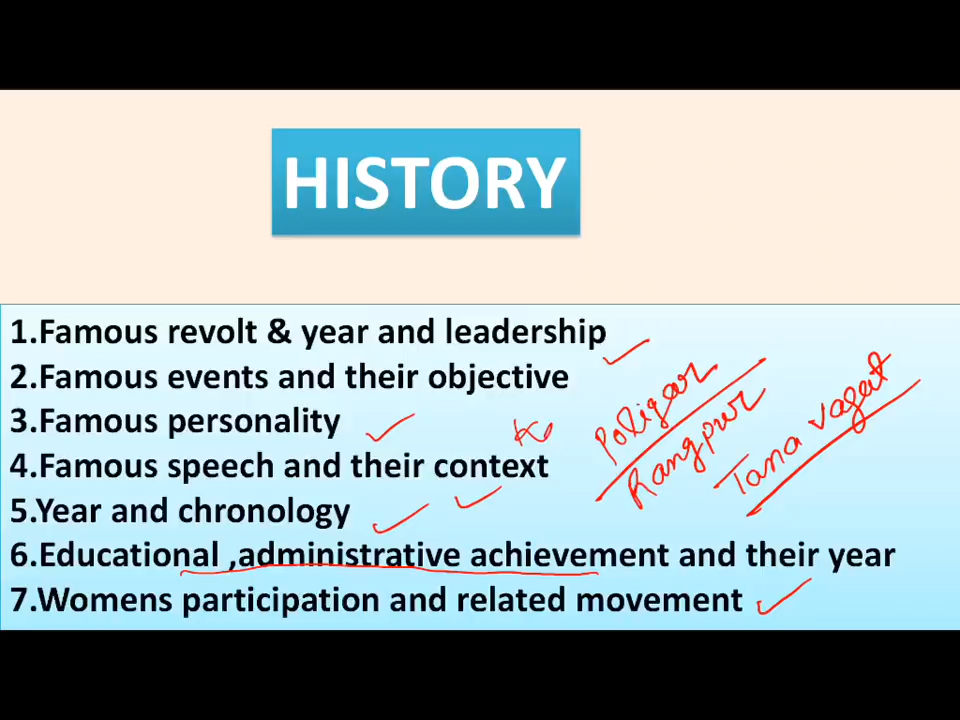 HISTORY
1.Famous revolt & year and leadership
2.Famous events and their objective
3.Famous personality
4.Famous speech and their context
5.Year and chronology
6.Educational ,administrative achievement and their year
7.Womens participation and related movement
Poligar
Rangpur
Tana vagat